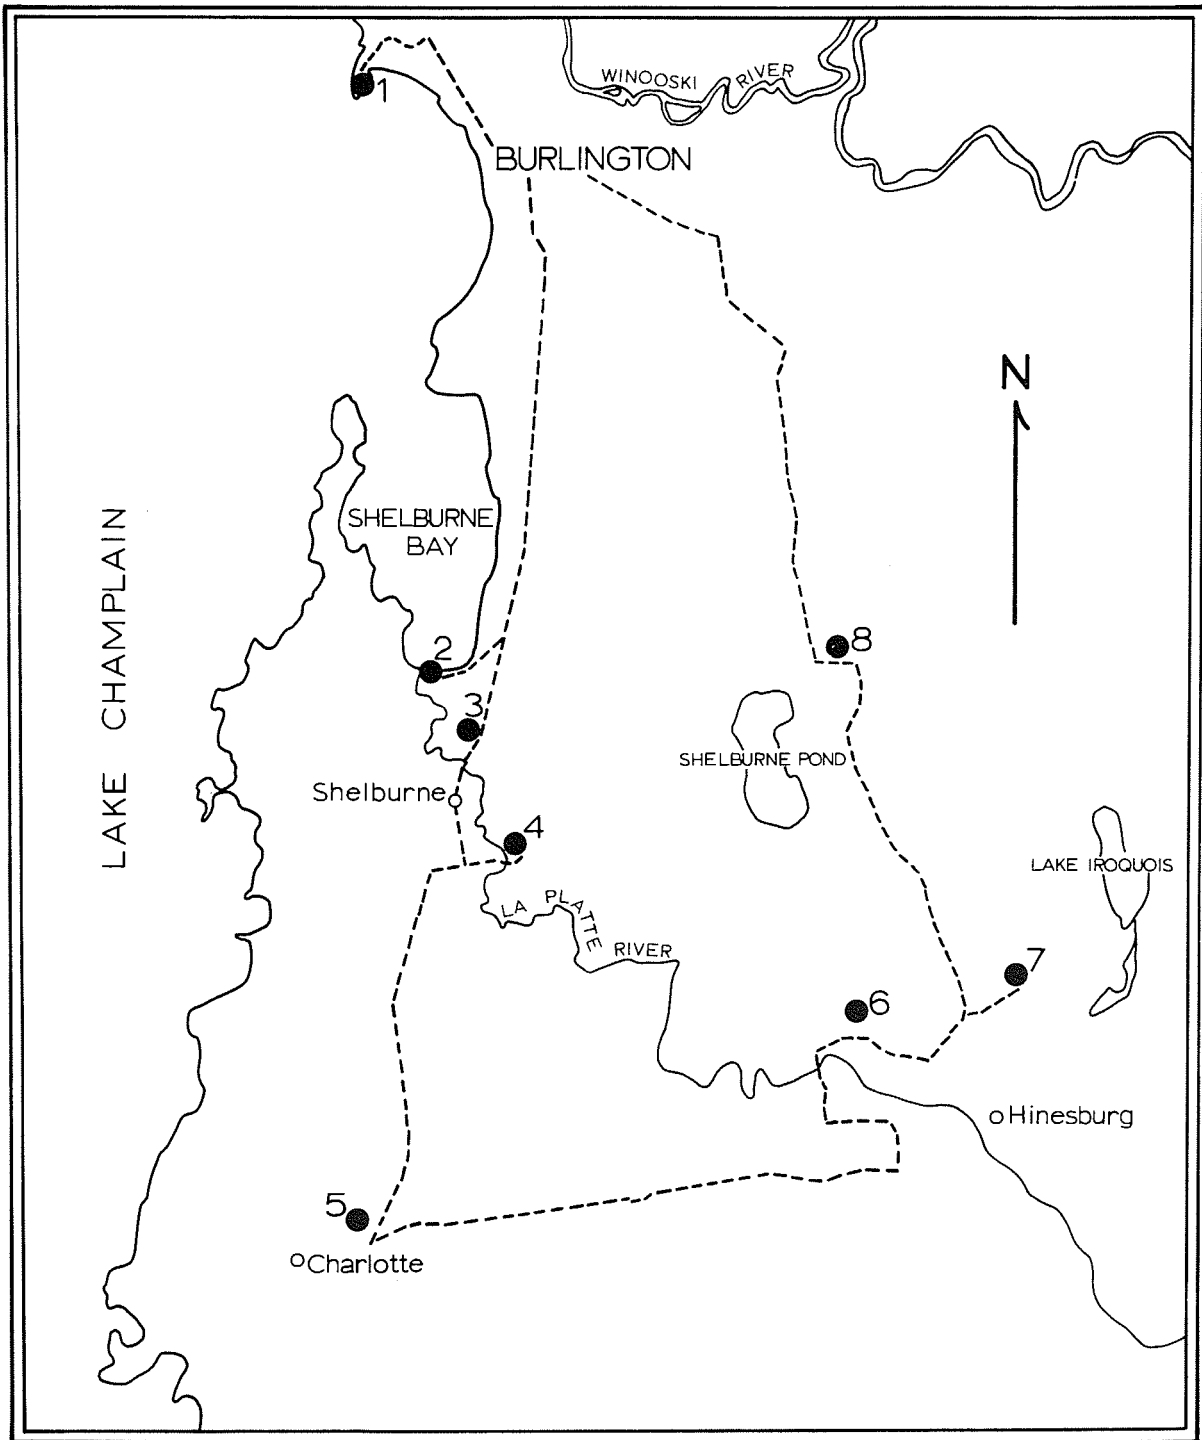 1
WINOOSKI RIVER
BURLINGTON
N
SHELBURNE
BAY
LAKE CHAMPLAIN
2
8
3
SHELBURNE POND
Shelburne
4
LAKE IROQUOIS
LA PLATTE RIVER
7
6
Hinesburg
5
Charlotte